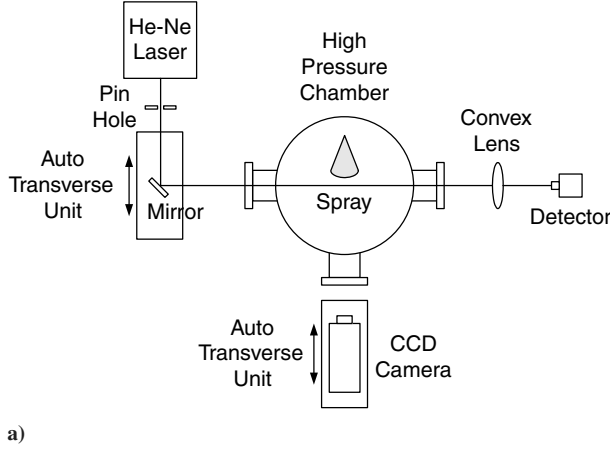 He-Ne
Laser
Pin
Hole
High
Pressure
Chamber
Convex
Lens
Auto
Transverse
Unit
Mirror
Spray
Detector
Auto
Transverse
Unit
CCD
Camera
a)